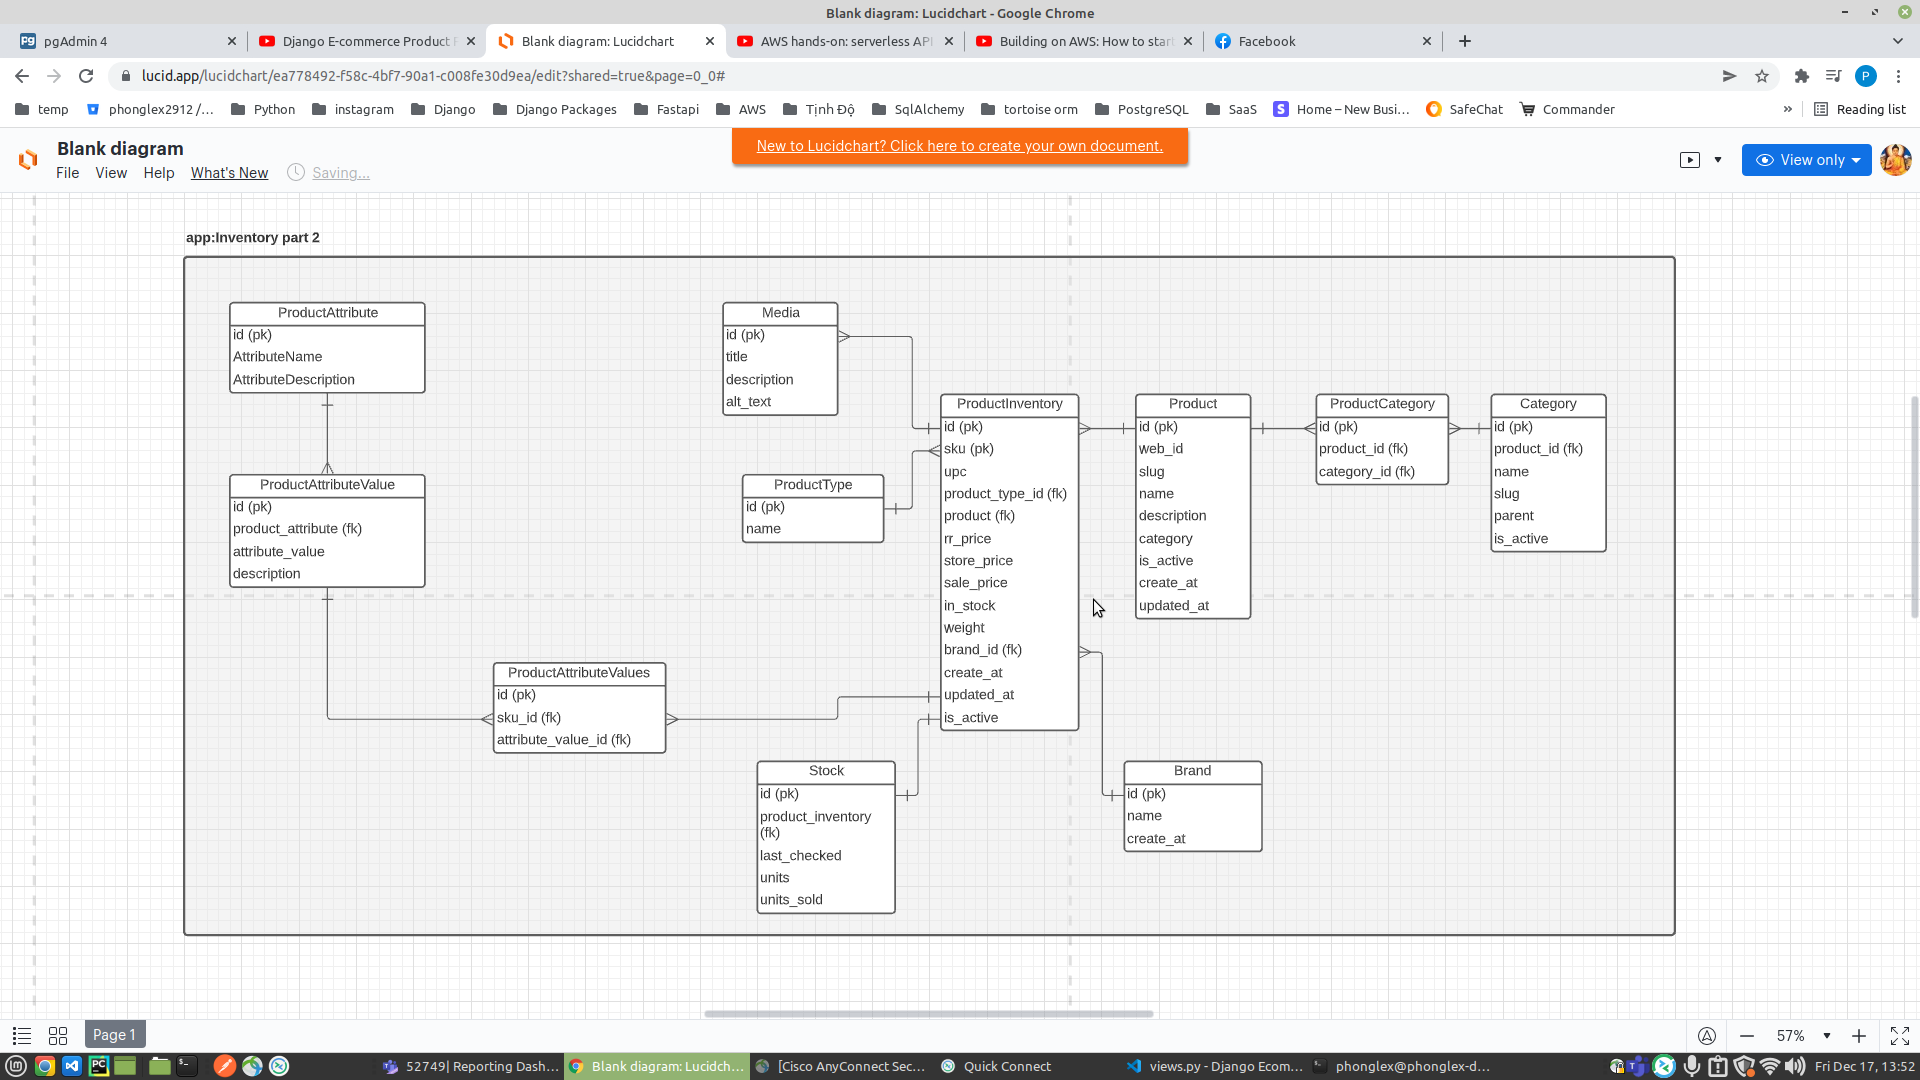 Blank diagram: Lucidchart - Google Chrome
pgAdmin 4
Django E-commerce Product
Blank diagram: Lucidchart
AWS hands-on: serverless API
Building on AWS: How to star
Facebook
lucid.app/lucidchart/ea778492-f58c-4bf7-90a1-c008fe30d9ea/edit?shared=true&page=0_0#
P
temp
phonglex2912 /...
Python
instagram
Django
Django Packages
Fastapi
AWS
Tịnh Độ
SqlAlchemy
tortoise orm
PostgreSQL
SaaS
Home – New Busi...
SafeChat
Commander
»
Reading list
Blank diagram
New to Lucidchart? Click here to create your own document.
File View Help What's New Saving...
View only
app:Inventory part 2
ProductAttribute
id (pk)
AttributeName
AttributeDescription
Media
id (pk)
title
description
alt_text
ProductInventory
id (pk)
sku (pk)
upc
product_type_id (fk)
product (fk)
rr_price
store_price
sale_price
in_stock
weight
brand_id (fk)
create_at
updated_at
is_active
Product
id (pk)
web_id
slug
name
description
category
is_active
create_at
updated_at
ProductCategory
id (pk)
product_id (fk)
category_id (fk)
Category
id (pk)
product_id (fk)
name
slug
parent
is_active
ProductAttributeValue
id (pk)
product_attribute (fk)
attribute_value
description
ProductType
id (pk)
name
ProductAttributeValues
id (pk)
sku_id (fk)
attribute_value_id (fk)
Stock
id (pk)
product_inventory
(fk)
last_checked
units
units_sold
Brand
id (pk)
name
create_at
Page 1
57%
52749| Reporting Dash...
Blank diagram: Lucidch...
[Cisco AnyConnect Sec...
Quick Connect
views.py - Django Ecom...
phonglex@phonglex-d...
Fri Dec 17, 13:52